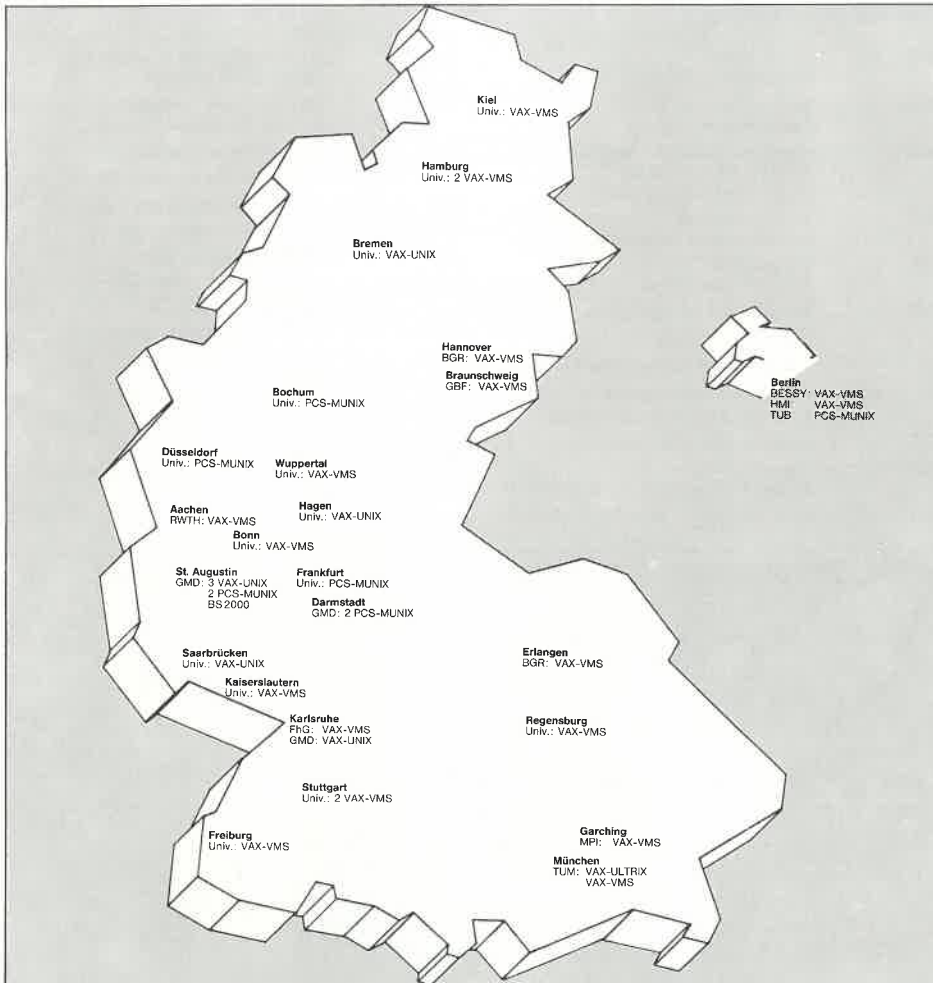 Kiel
Univ.: VAX-VMS
Hamburg
Univ.: 2 VAX-VMS
Bremen
Univ.: VAX-UNIX
Hannover
BGR: VAX-VMS
Braunschweig
GBF: VAX-VMS
Berlin
BESSY: VAX-VMS
HMI: VAX-VMS
TUB PCS-MUNIX
Bochum
Univ.: PCS-MUNIX
Düsseldorf
Univ.: PCS-MUNIX
Wuppertal
Univ.: VAX-VMS
Aachen
RWTH: VAX-VMS
Hagen
Univ.: VAX-UNIX
Bonn
Univ.: VAX-VMS
St. Augustin
GMD: 3 VAX-UNIX
2 PCS-MUNIX
BS2000
Frankfurt
Univ.: PCS-MUNIX
Darmstadt
GMD: 2 PCS-MUNIX
Saarbrücken
Univ.: VAX-UNIX
Kaiserslautern
Univ.: VAX-VMS
Erlangen
BGR: VAX-VMS
Karlsruhe
FhG: VAX-VMS
GMD: VAX-UNIX
Regensburg
Univ.: VAX-VMS
Stuttgart
Univ.: 2 VAX-VMS
Freiburg
Univ.: VAX-VMS
Garching
MPI: VAX-VMS
München
TUM: VAX-ULTRIX
VAX-VMS